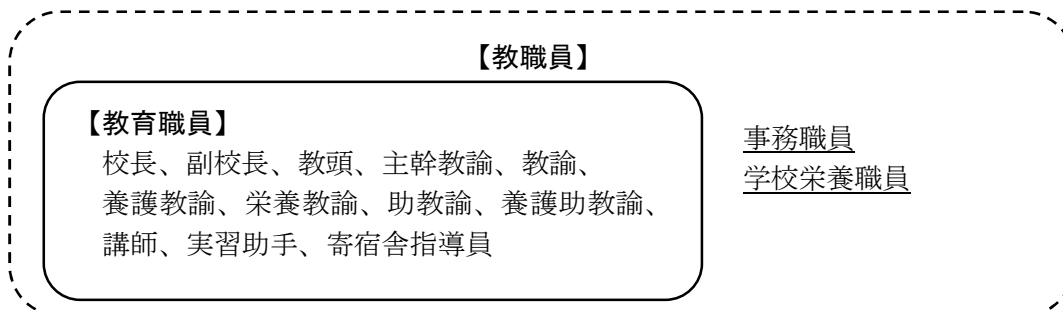 【教職員】
【教育職員】
校長、副校長、教頭、主幹教諭、教諭、
養護教諭、栄養教諭、助教諭、養護助教諭、
講師、実習助手、寄宿舎指導員
事務職員
学校栄養職員